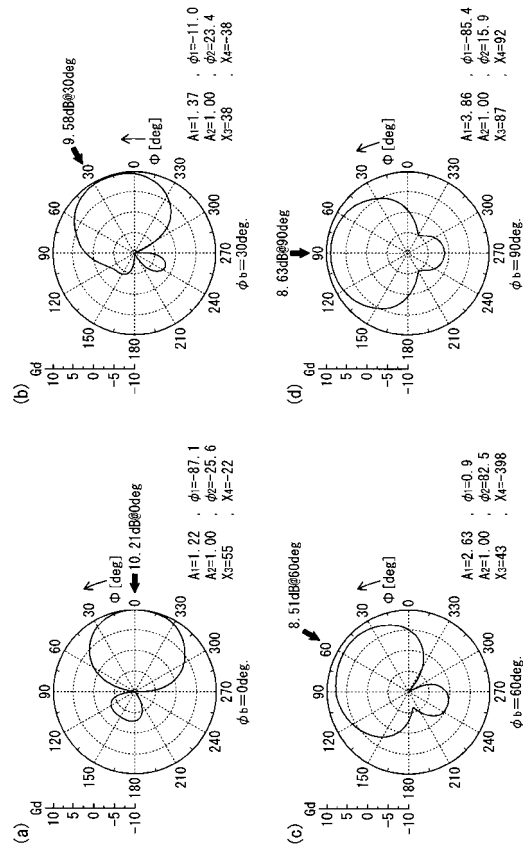 (a)
Gd
10
5
0
-5
-10
90
60
120
30
150
Φ [deg]
180
0
10.21dB@0deg
210
330
240
300
270
φb=0deg.
A1=1.22 , φ1=-87.1
A2=1.00 , φ2=-25.6
X3=55 , X4=-22
(b)
Gd
10
5
0
-5
-10
9.58dB@30deg
90
60
120
30
150
Φ [deg]
180
0
210
330
240
300
270
φb=30deg.
A1=1.37 , φ1=-11.0
A2=1.00 , φ2=23.4
X3=38 , X4=-38
(c)
Gd
10
5
0
-5
-10
8.51dB@60deg
90
60
120
30
150
Φ [deg]
180
0
210
330
240
300
270
φb=60deg.
A1=2.63 , φ1=0.9
A2=1.00 , φ2=82.5
X3=43 , X4=-398
(d)
Gd
10
5
0
-5
-10
8.63dB@90deg
90
60
120
30
150
Φ [deg]
180
0
210
330
240
300
270
φb=90deg.
A1=3.86 , φ1=-85.4
A2=1.00 , φ2=15.9
X3=87 , X4=92